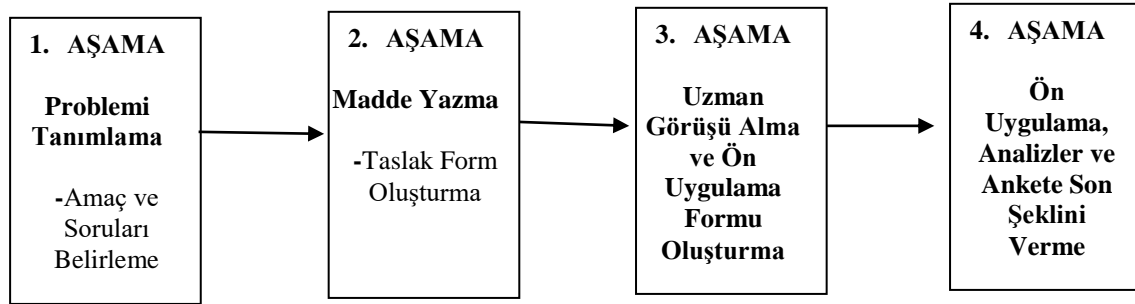 1. AŞAMA
Problemi
Tanımlama
-Amaç ve
Soruları
Belirleme
2. AŞAMA
Madde Yazma
-Taslak Form
Oluşturma
3. AŞAMA
Uzman
Görüşü Alma
ve Ön
Uygulama
Formu
Oluşturma
4. AŞAMA
Ön
Uygulama,
Analizler ve
Ankete Son
Şeklini
Verme